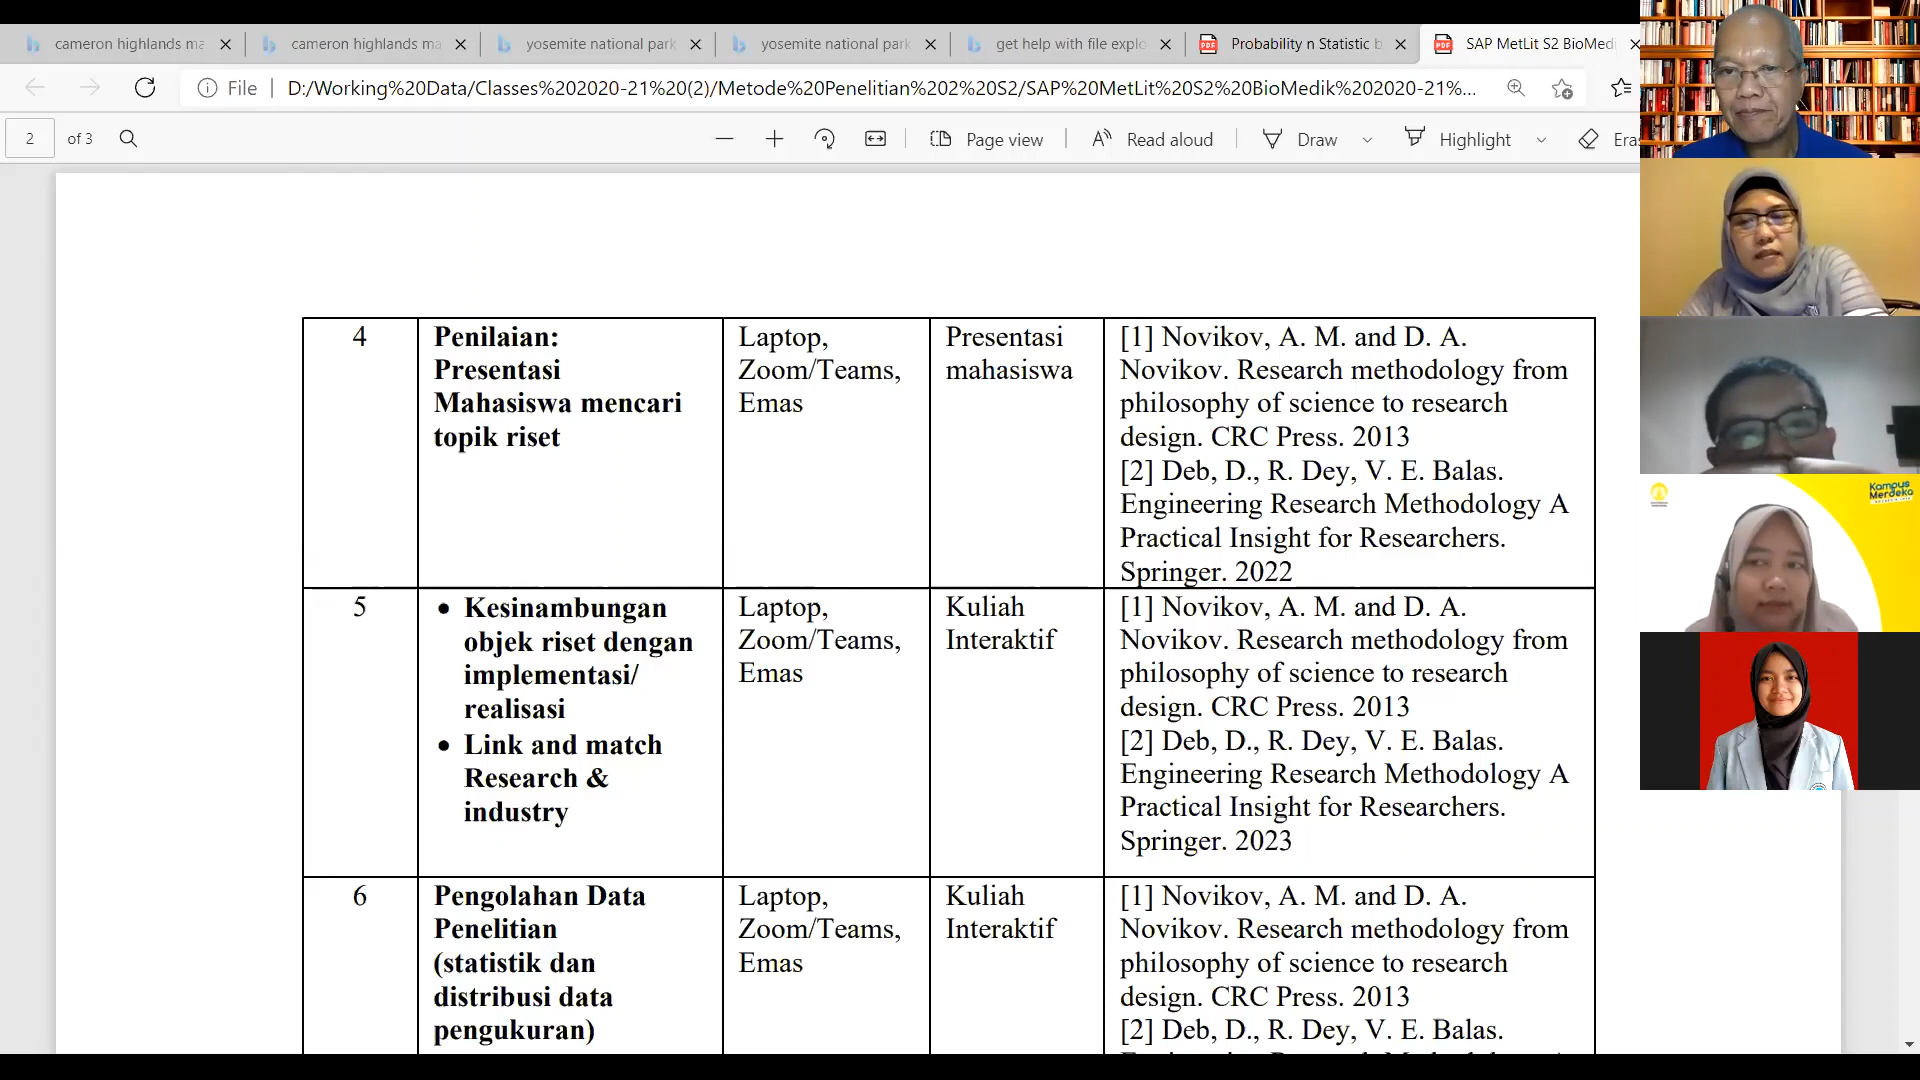 cameron highlands ma
cameron highlands ma
yosemite national park
yosemite national park
get help with file explo
Probability n Statistic b
SAP MetLit S2 BioMedi
File
D:/Working%20Data/Classes%202020-21%20(2)/Metode%20Penelitian%202%20S2/SAP%20MetLit%20S2%20BioMedik%202020-21%...
2 of 3
Page view
Read aloud
Draw
Highlight
Era
4
Penilaian:
Presentasi
Mahasiswa mencari
topik riset
Laptop,
Zoom/Teams,
Emas
Presentasi
mahasiswa
[1] Novikov, A. M. and D. A.
Novikov. Research methodology from
philosophy of science to research
design. CRC Press. 2013
[2] Deb, D., R. Dey, V. E. Balas.
Engineering Research Methodology A
Practical Insight for Researchers.
Springer. 2022
5
• Kesinambungan
objek riset dengan
implementasi/
realisasi
• Link and match
Research &
industry
Laptop,
Zoom/Teams,
Emas
Kuliah
Interaktif
[1] Novikov, A. M. and D. A.
Novikov. Research methodology from
philosophy of science to research
design. CRC Press. 2013
[2] Deb, D., R. Dey, V. E. Balas.
Engineering Research Methodology A
Practical Insight for Researchers.
Springer. 2023
6
Pengolahan Data
Penelitian
(statistik dan
distribusi data
pengukuran)
Laptop,
Zoom/Teams,
Emas
Kuliah
Interaktif
[1] Novikov, A. M. and D. A.
Novikov. Research methodology from
philosophy of science to research
design. CRC Press. 2013
[2] Deb, D., R. Dey, V. E. Balas.
Kampus
Merdeka